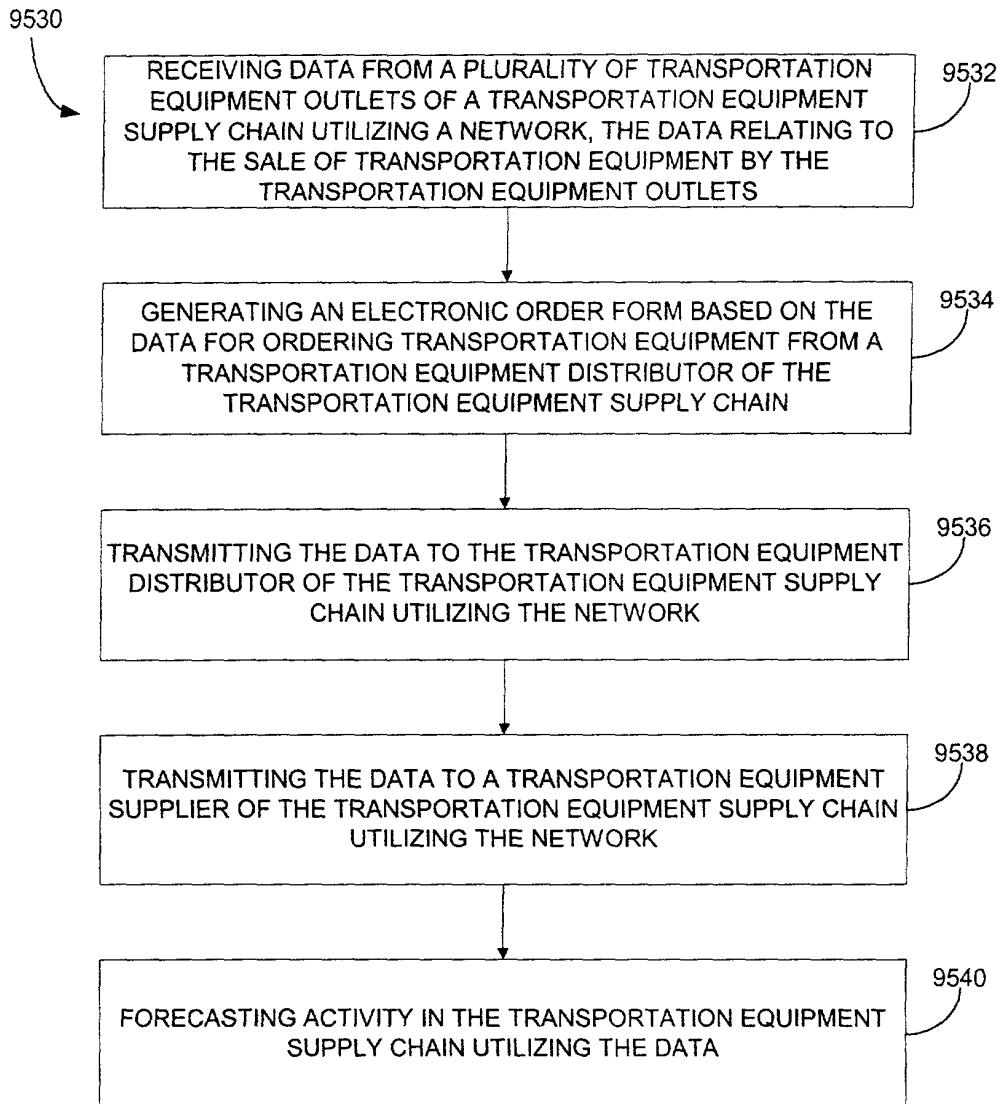 9530
RECEIVING DATA FROM A PLURALITY OF TRANSPORTATION
EQUIPMENT OUTLETS OF A TRANSPORTATION EQUIPMENT
SUPPLY CHAIN UTILIZING A NETWORK, THE DATA RELATING TO
THE SALE OF TRANSPORTATION EQUIPMENT BY THE
TRANSPORTATION EQUIPMENT OUTLETS
9532
GENERATING AN ELECTRONIC ORDER FORM BASED ON THE
DATA FOR ORDERING TRANSPORTATION EQUIPMENT FROM A
TRANSPORTATION EQUIPMENT DISTRIBUTOR OF THE
TRANSPORTATION EQUIPMENT SUPPLY CHAIN
9534
TRANSMITTING THE DATA TO THE TRANSPORTATION EQUIPMENT
DISTRIBUTOR OF THE TRANSPORTATION EQUIPMENT SUPPLY
CHAIN UTILIZING THE NETWORK
9536
TRANSMITTING THE DATA TO A TRANSPORTATION EQUIPMENT
SUPPLIER OF THE TRANSPORTATION EQUIPMENT SUPPLY CHAIN
UTILIZING THE NETWORK
9538
FORECASTING ACTIVITY IN THE TRANSPORTATION EQUIPMENT
SUPPLY CHAIN UTILIZING THE DATA
9540